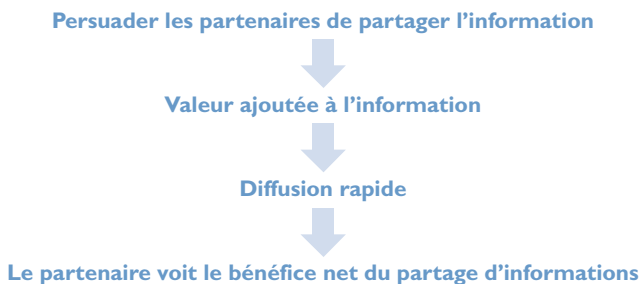 Persuader les partenaires de partager l’information
Valeur ajoutée à l’information
Diffusion rapide
Le partenaire voit le bénéfice net du partage d’informations